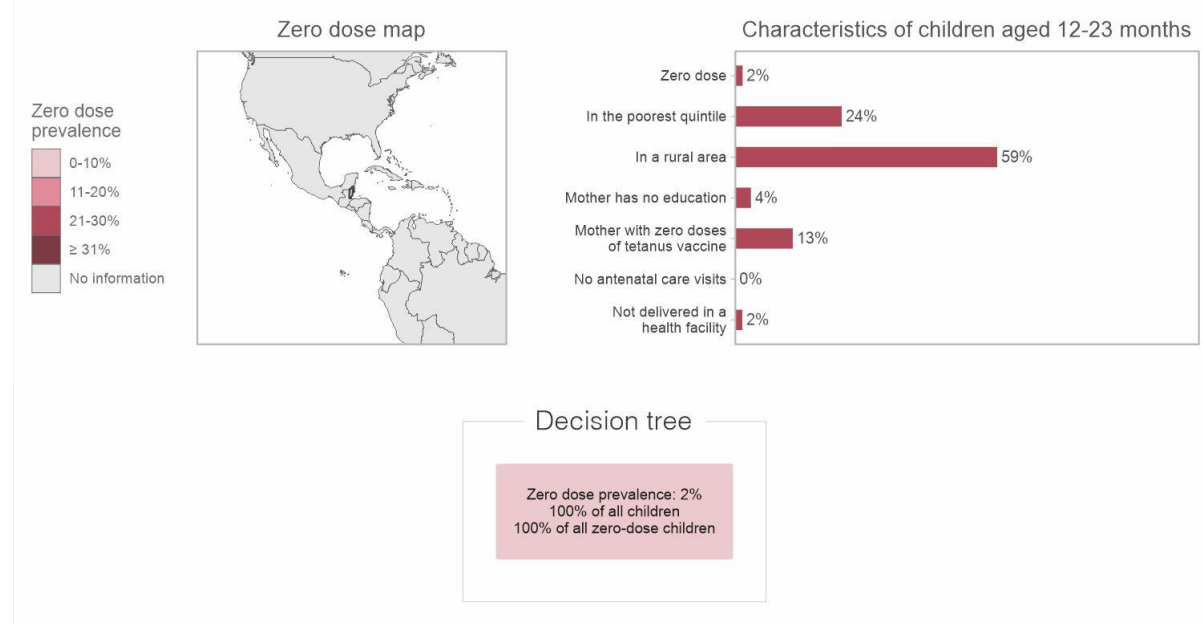 Zero dose map
Zero dose
prevalence
0-10%
11-20%
21-30%
≥ 31%
No information
Characteristics of children aged 12-23 months
Zero dose 2%
In the poorest quintile 24%
In a rural area 59%
Mother has no education 4%
Mother with zero doses
of tetanus vaccine 13%
No antenatal care visits 0%
Not delivered in a
health facility 2%
Decision tree
Zero dose prevalence: 2%
100% of all children
100% of all zero-dose children